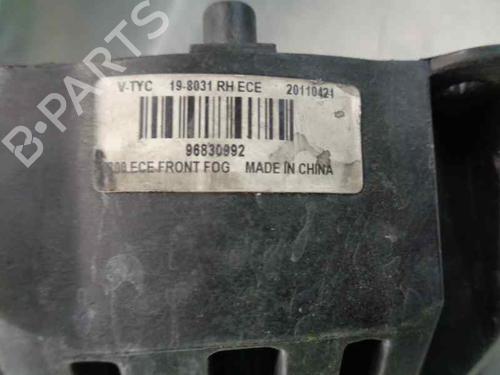 V-TYC 19-8031 RH ECE 20110421
96830992
ECE FRONT FOG MADE IN CHINA
B-PARTS